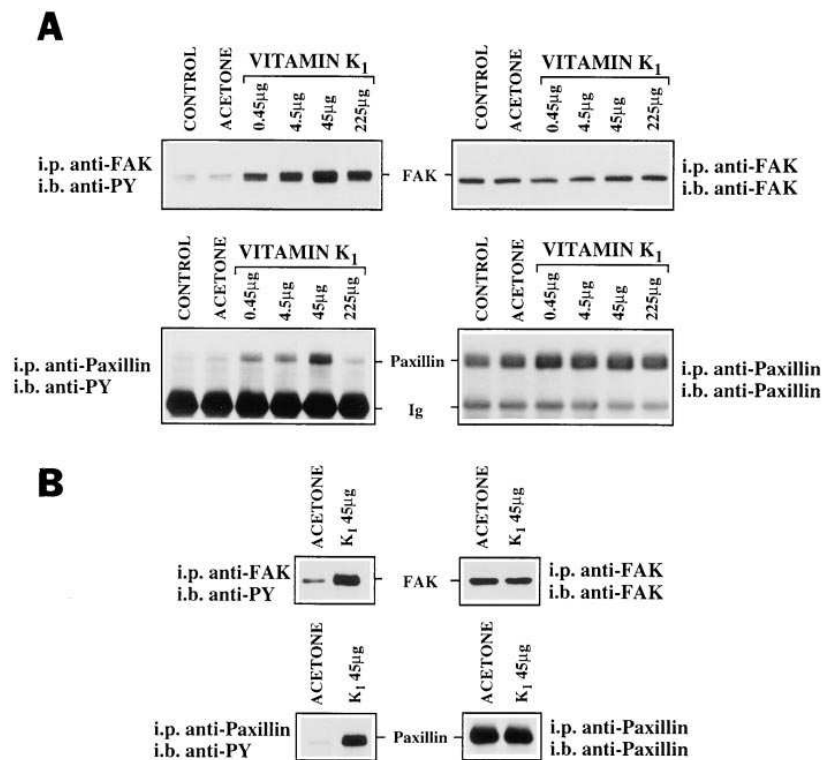 A
CONTROL
ACETONE
VITAMIN K1
0.45µg
4.5µg
45µg
225µg
i.p. anti-FAK
i.b. anti-PY
FAK
CONTROL
ACETONE
VITAMIN K1
0.45µg
4.5µg
45µg
225µg
i.p. anti-FAK
i.b. anti-FAK
CONTROL
ACETONE
VITAMIN K1
0.45µg
4.5µg
45µg
225µg
i.p. anti-Paxillin
i.b. anti-PY
Paxillin
Ig
CONTROL
ACETONE
VITAMIN K1
0.45µg
4.5µg
45µg
225µg
i.p. anti-Paxillin
i.b. anti-Paxillin
B
ACETONE
K1 45µg
i.p. anti-FAK
i.b. anti-PY
FAK
ACETONE
K1 45µg
i.p. anti-FAK
i.b. anti-FAK
ACETONE
K1 45µg
i.p. anti-Paxillin
i.b. anti-PY
Paxillin
ACETONE
K1 45µg
i.p. anti-Paxillin
i.b. anti-Paxillin